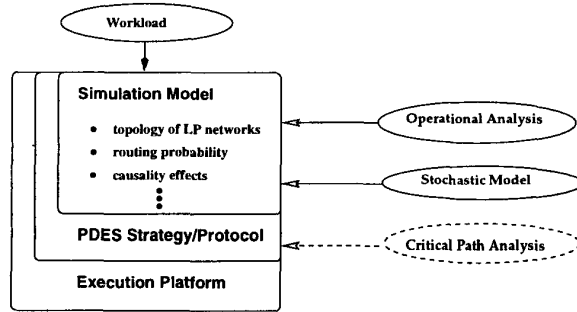 Workload
Simulation Model
• topology of LP networks
• routing probability
• causality effects
PDES Strategy/Protocol
Execution Platform
Operational Analysis
Stochastic Model
Critical Path Analysis